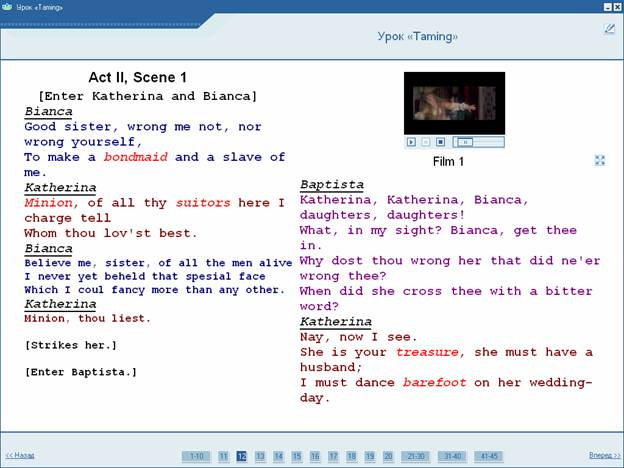 Урок «Taming»
Урок «Taming»
Act II, Scene 1
[Enter Katherina and Bianca]
Bianca
Good sister, wrong me not, nor
wrong yourself,
To make a bondmaid and a slave of
me.
Katherina
Minion, of all thy suitors here I
charge tell
Whom thou lov'st best.
Bianca
Believe me, sister, of all the men alive
I never yet beheld that spesial face
Which I coul fancy more than any other.
Katherina
Minion, thou liest.
[Strikes her.]
[Enter Baptista.]
Film 1
Baptista
Katherina, Katherina, Bianca,
daughters, daughters!
What, in my sight? Bianca, get thee
in.
Why dost thou wrong her that did ne'er
wrong thee?
When did she cross thee with a bitter
word?
Katherina
Nay, now I see.
She is your treasure, she must have a
husband;
I must dance barefoot on her wedding-
day.
<< Назад 1-10 11 12 13 14 15 16 17 18 19 20 21-30 31-40 41-45 Вперед >>